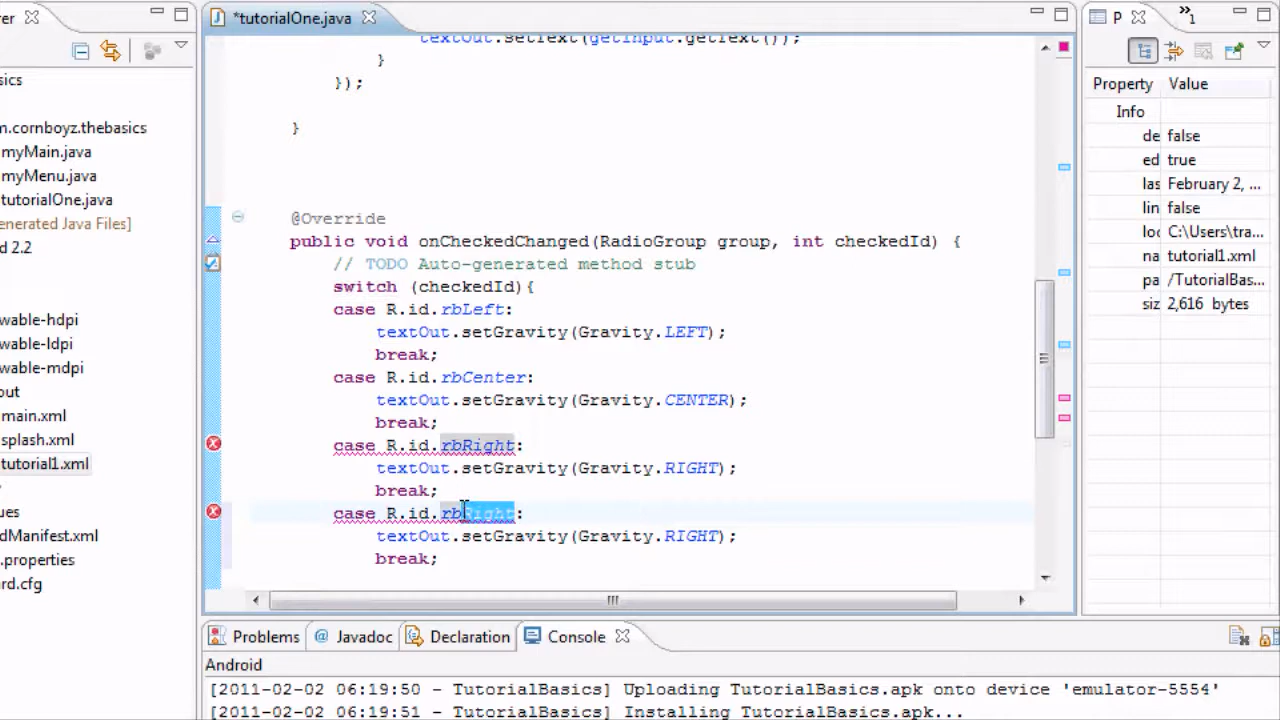 er
*tutorialOne.java
P
»1
sics
m.cornboyz.thebasics
myMain.java
myMenu.java
tutorialOne.java
enerated Java Files]
d 2.2
wable-hdpi
wable-ldpi
wable-mdpi
out
main.xml
splash.xml
tutorial1.xml
ues
dManifest.xml
.properties
ard.cfg
textOut.setText(getInput.getText());
}
});
}
@Override
public void onCheckedChanged(RadioGroup group, int checkedId) {
// TODO Auto-generated method stub
switch (checkedId){
case R.id.rbLeft:
textOut.setGravity(Gravity.LEFT);
break;
case R.id.rbCenter:
textOut.setGravity(Gravity.CENTER);
break;
case R.id.rbRight:
textOut.setGravity(Gravity.RIGHT);
break;
case R.id.rbRight:
textOut.setGravity(Gravity.RIGHT);
break;
Property Value
Info
de false
ed true
las February 2, ...
lin false
loc C:\Users\tra...
na tutorial1.xml
pa /TutorialBas...
siz 2,616 bytes
Problems @ Javadoc Declaration Console
Android
[2011-02-02 06:19:50 - TutorialBasics] Uploading TutorialBasics.apk onto device 'emulator-5554'
[2011-02-02 06:19:51 - TutorialBasics] Installing TutorialBasics.apk...